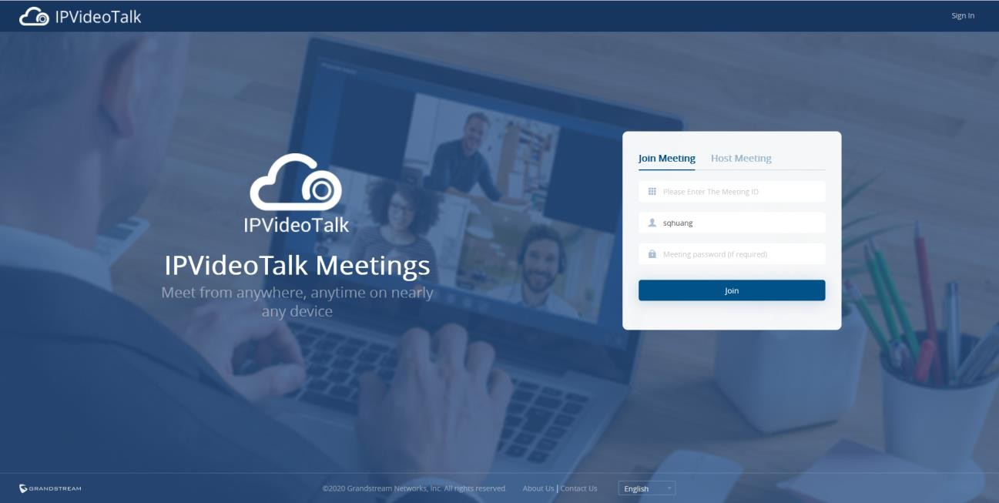 IPVideoTalk
Sign In
IPVideoTalk
IPVideoTalk Meetings
Meet from anywhere, anytime on nearly
any device
Join Meeting Host Meeting
Please Enter The Meeting ID
sqhuang
Meeting password (if required)
Join
GRANDSTREAM
©2020 Grandstream Networks, Inc. All rights reserved. About Us | Contact Us English